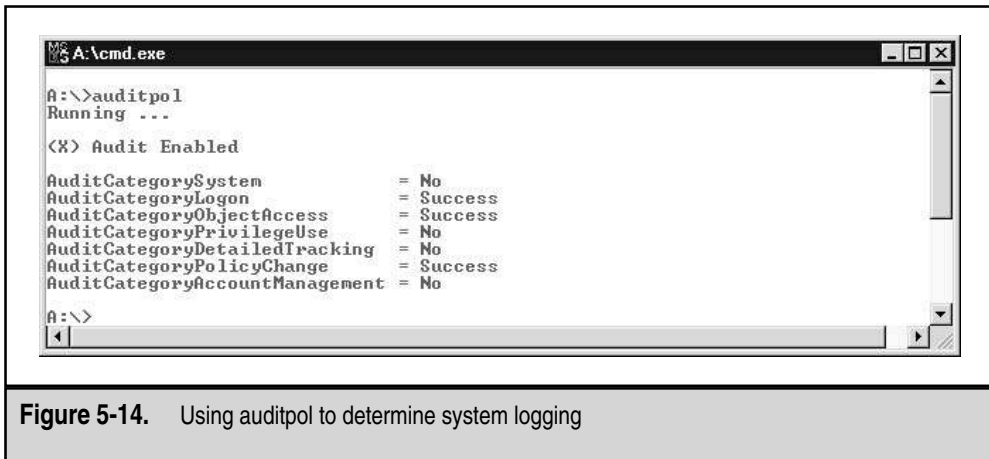 A:\cmd.exe
A:\>auditpol
Running ...
(X) Audit Enabled
AuditCategorySystem = No
AuditCategoryLogon = Success
AuditCategoryObjectAccess = Success
AuditCategoryPrivilegeUse = No
AuditCategoryDetailedTracking = No
AuditCategoryPolicyChange = Success
AuditCategoryAccountManagement = No
A:\>
Figure 5-14. Using auditpol to determine system logging